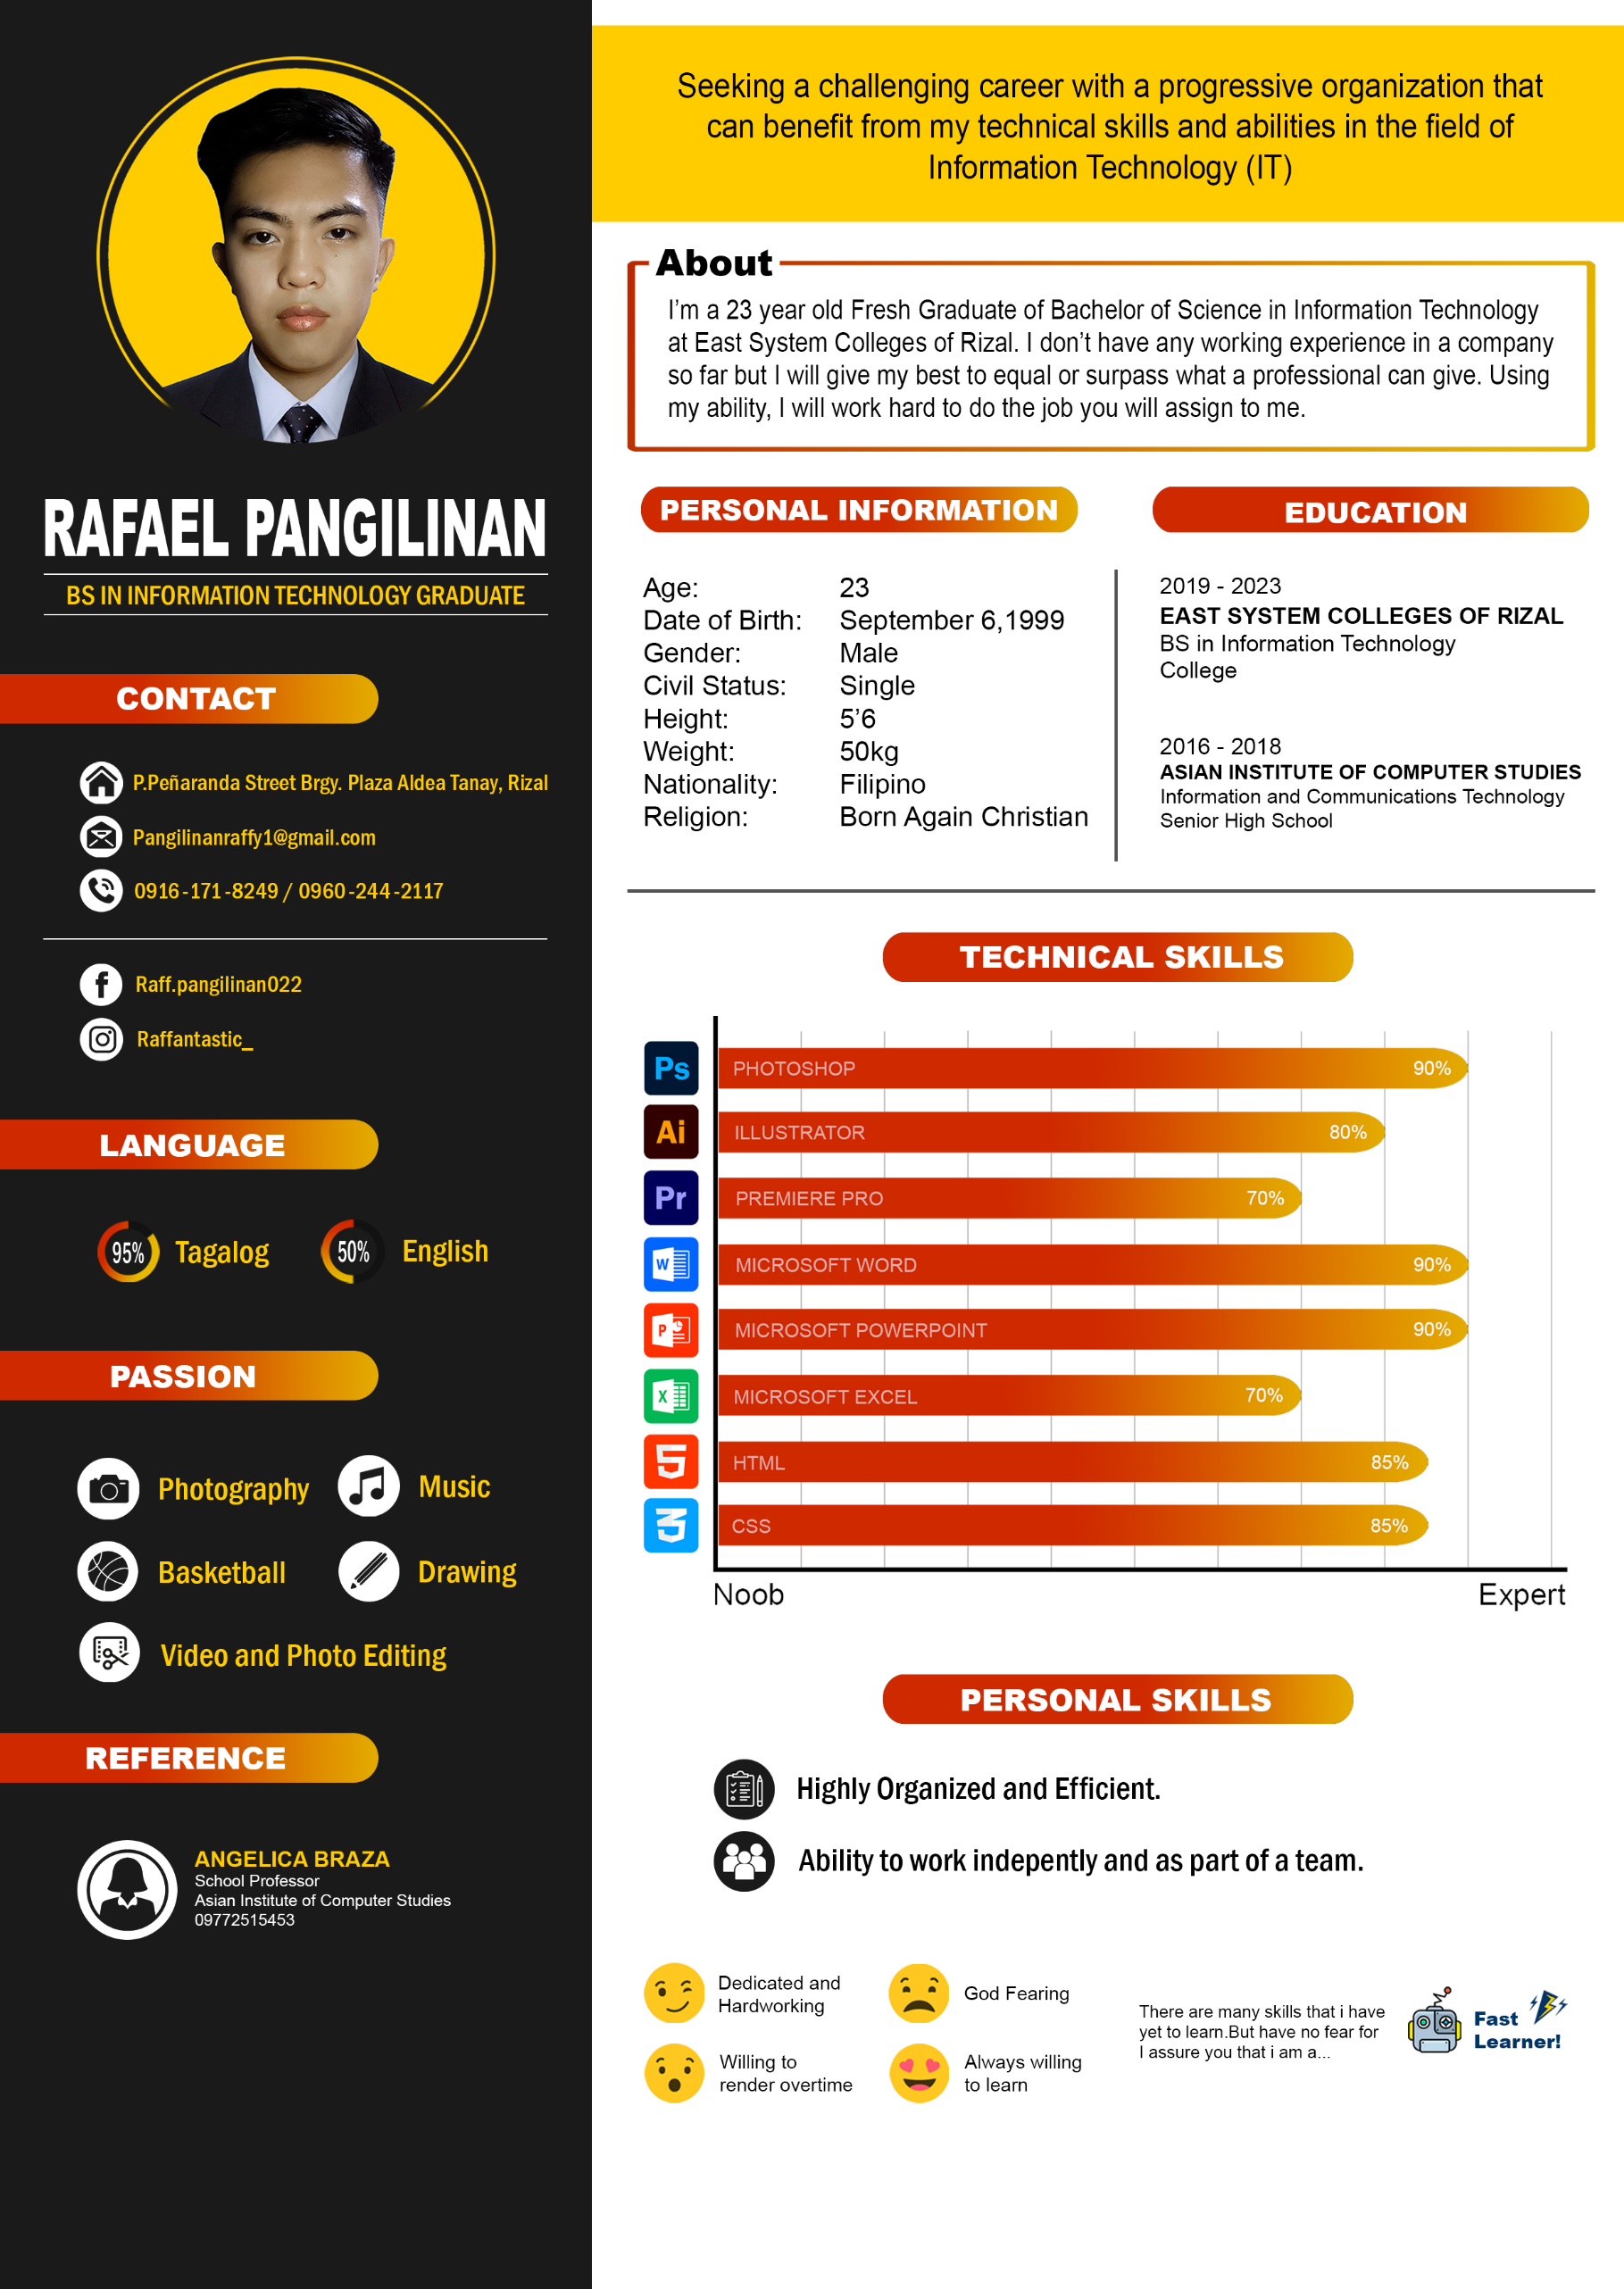 RAFAEL PANGILINAN
BS IN INFORMATION TECHNOLOGY GRADUATE
CONTACT
P.Peñaranda Street Brgy. Plaza Aldea Tanay, Rizal
Pangilinanraffy1@gmail.com
0916-171-8249 / 0960-244-2117
f
Raff.pangilinan022
Raffantastic_
LANGUAGE
95%
Tagalog
50%
English
PASSION
Photography
Music
Basketball
Drawing
Video and Photo Editing
REFERENCE
ANGELICA BRAZA
School Professor
Asian Institute of Computer Studies
09772515453
Seeking a challenging career with a progressive organization that
can benefit from my technical skills and abilities in the field of
Information Technology (IT)
About
I’m a 23 year old Fresh Graduate of Bachelor of Science in Information Technology
at East System Colleges of Rizal. I don’t have any working experience in a company
so far but I will give my best to equal or surpass what a professional can give. Using
my ability, I will work hard to do the job you will assign to me.
PERSONAL INFORMATION
Age: 23
Date of Birth: September 6,1999
Gender: Male
Civil Status: Single
Height: 5’6
Weight: 50kg
Nationality: Filipino
Religion: Born Again Christian
EDUCATION
2019 - 2023
EAST SYSTEM COLLEGES OF RIZAL
BS in Information Technology
College
2016 - 2018
ASIAN INSTITUTE OF COMPUTER STUDIES
Information and Communications Technology
Senior High School
TECHNICAL SKILLS
Ps PHOTOSHOP 90%
Ai ILLUSTRATOR 80%
Pr PREMIERE PRO 70%
W MICROSOFT WORD 90%
P MICROSOFT POWERPOINT 90%
X MICROSOFT EXCEL 70%
5 HTML 85%
3 CSS 85%
Noob Expert
PERSONAL SKILLS
Highly Organized and Efficient.
Ability to work indepently and as part of a team.
Dedicated and
Hardworking
God Fearing
Willing to
render overtime
Always willing
to learn
There are many skills that i have
yet to learn.But have no fear for
I assure you that i am a...
Fast
Learner!